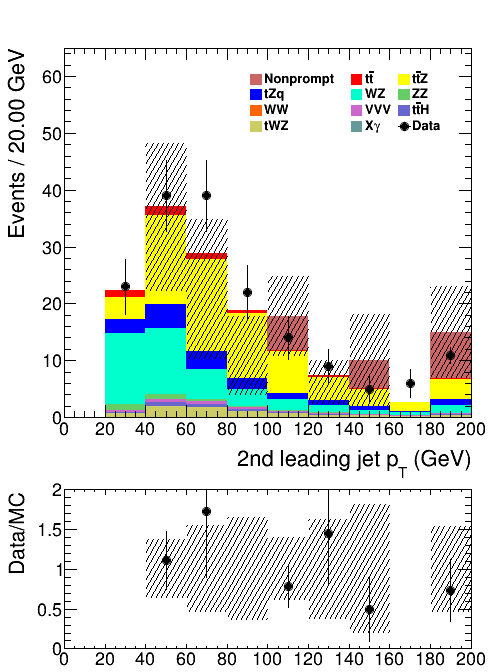 Events / 20.00 GeV
60
50
40
30
20
10
0
Nonprompt tt̄ tt̄Z
tZq WZ ZZ
WW VVV tt̄H
tWZ Xγ Data
0 20 40 60 80 100 120 140 160 180 200
2nd leading jet p_T (GeV)
Data/MC
2
1.5
1
0.5
0
0 20 40 60 80 100 120 140 160 180 200